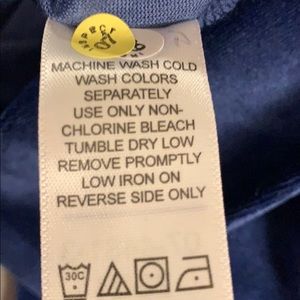 MACHINE WASH COLD
WASH COLORS
SEPARATELY
USE ONLY NON-
CHLORINE BLEACH
TUMBLE DRY LOW
REMOVE PROMPTLY
LOW IRON ON
REVERSE SIDE ONLY
30C